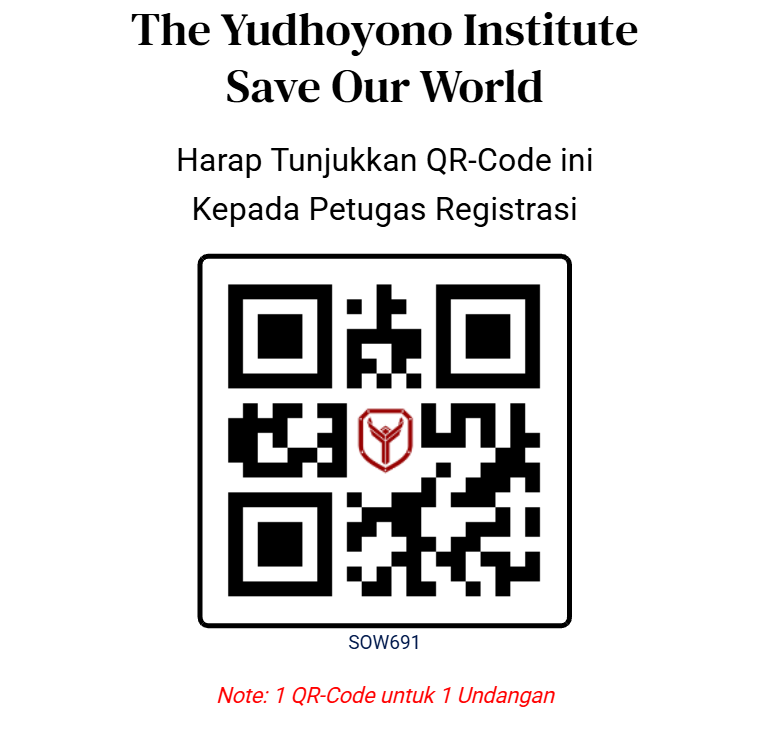 The Yudhoyono Institute
Save Our World
Harap Tunjukkan QR-Code ini
Kepada Petugas Registrasi
SOW691
Note: 1 QR-Code untuk 1 Undangan